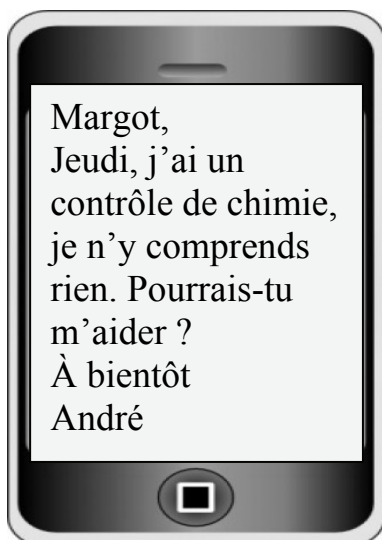 Margot,
Jeudi, j’ai un
contrôle de chimie,
je n’y comprends
rien. Pourrais-tu
m’aider ?
À bientôt
André